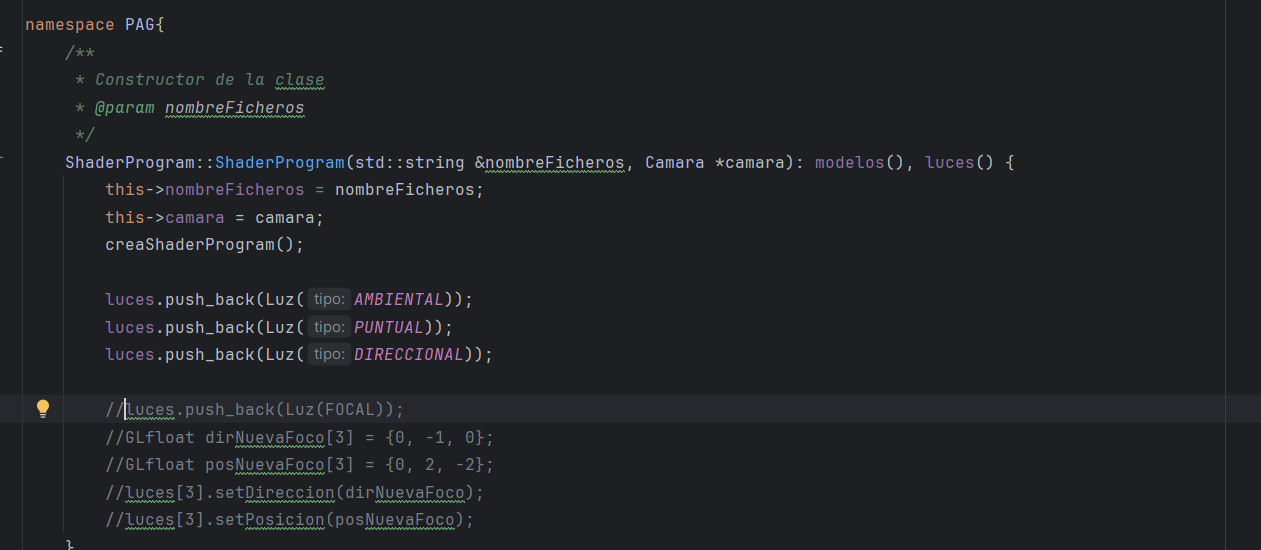 namespace PAG{
/**
* Constructor de la clase
* @param nombreFicheros
*/
ShaderProgram::ShaderProgram(std::string &nombreFicheros, Camara *camara): modelos(), luces() {
this->nombreFicheros = nombreFicheros;
this->camara = camara;
creaShaderProgram();
luces.push_back(Luz( tipo: AMBIENTAL));
luces.push_back(Luz( tipo: PUNTUAL));
luces.push_back(Luz( tipo: DIRECCIONAL));
//luces.push_back(Luz(FOCAL));
//GLfloat dirNuevaFoco[3] = {0, -1, 0};
//GLfloat posNuevaFoco[3] = {0, 2, -2};
//luces[3].setDireccion(dirNuevaFoco);
//luces[3].setPosicion(posNuevaFoco);
}